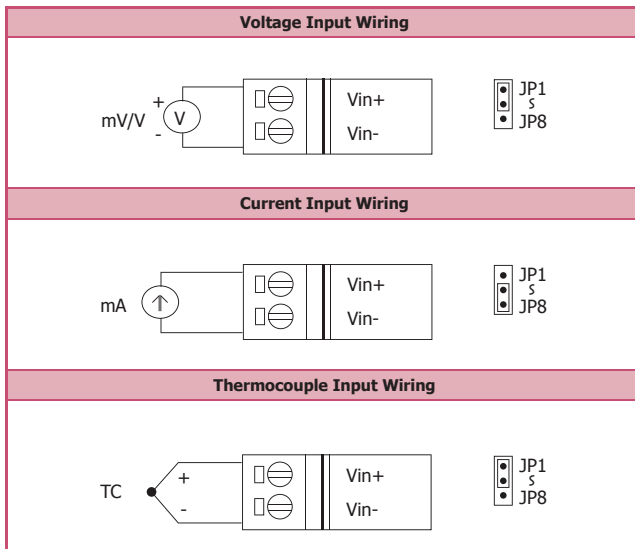 Voltage Input Wiring
mV/V
+
V
-
Vin+
Vin-
JP1
S
JP8
Current Input Wiring
mA
Vin+
Vin-
JP1
S
JP8
Thermocouple Input Wiring
TC
+
-
Vin+
Vin-
JP1
S
JP8